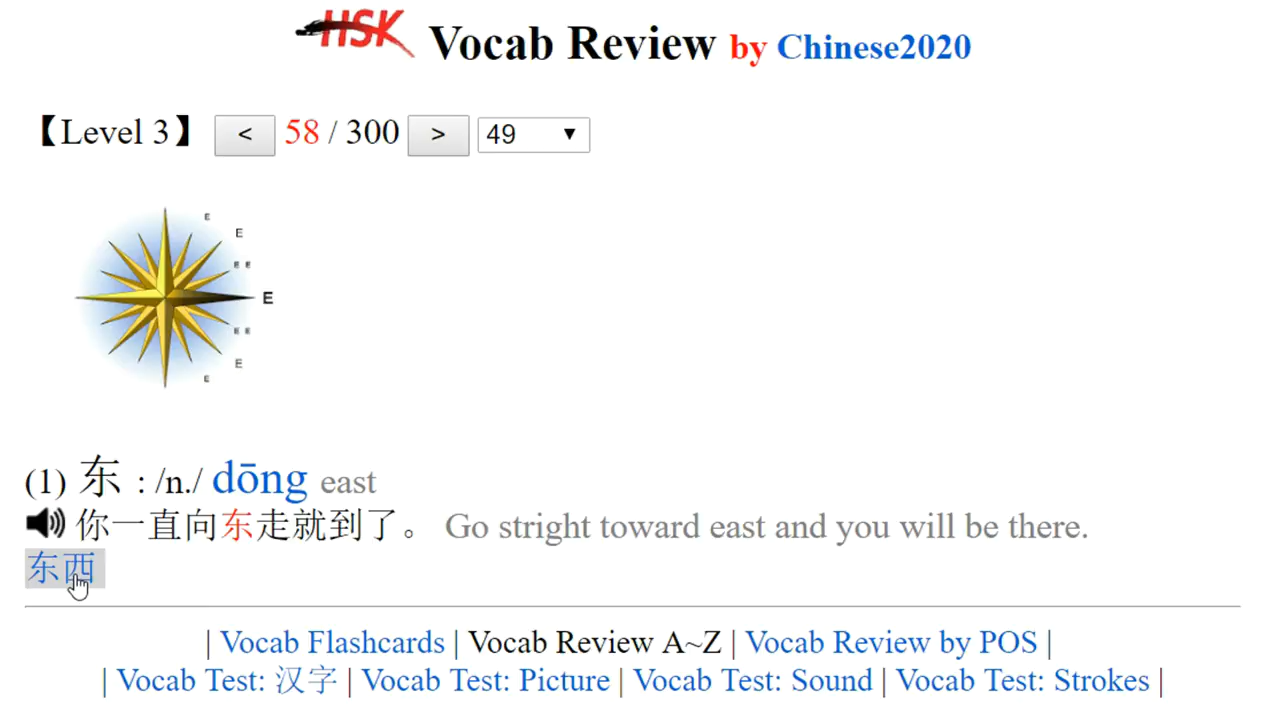 HSK Vocab Review by Chinese2020
【Level 3】 < 58 / 300 > 49 ▼
E
E
E E
E
E E
E
E
(1) 东 : /n./ dōng east
你一直向东走就到了。 Go stright toward east and you will be there.
东西
| Vocab Flashcards | Vocab Review A~Z | Vocab Review by POS |
| Vocab Test: 汉字 | Vocab Test: Picture | Vocab Test: Sound | Vocab Test: Strokes |